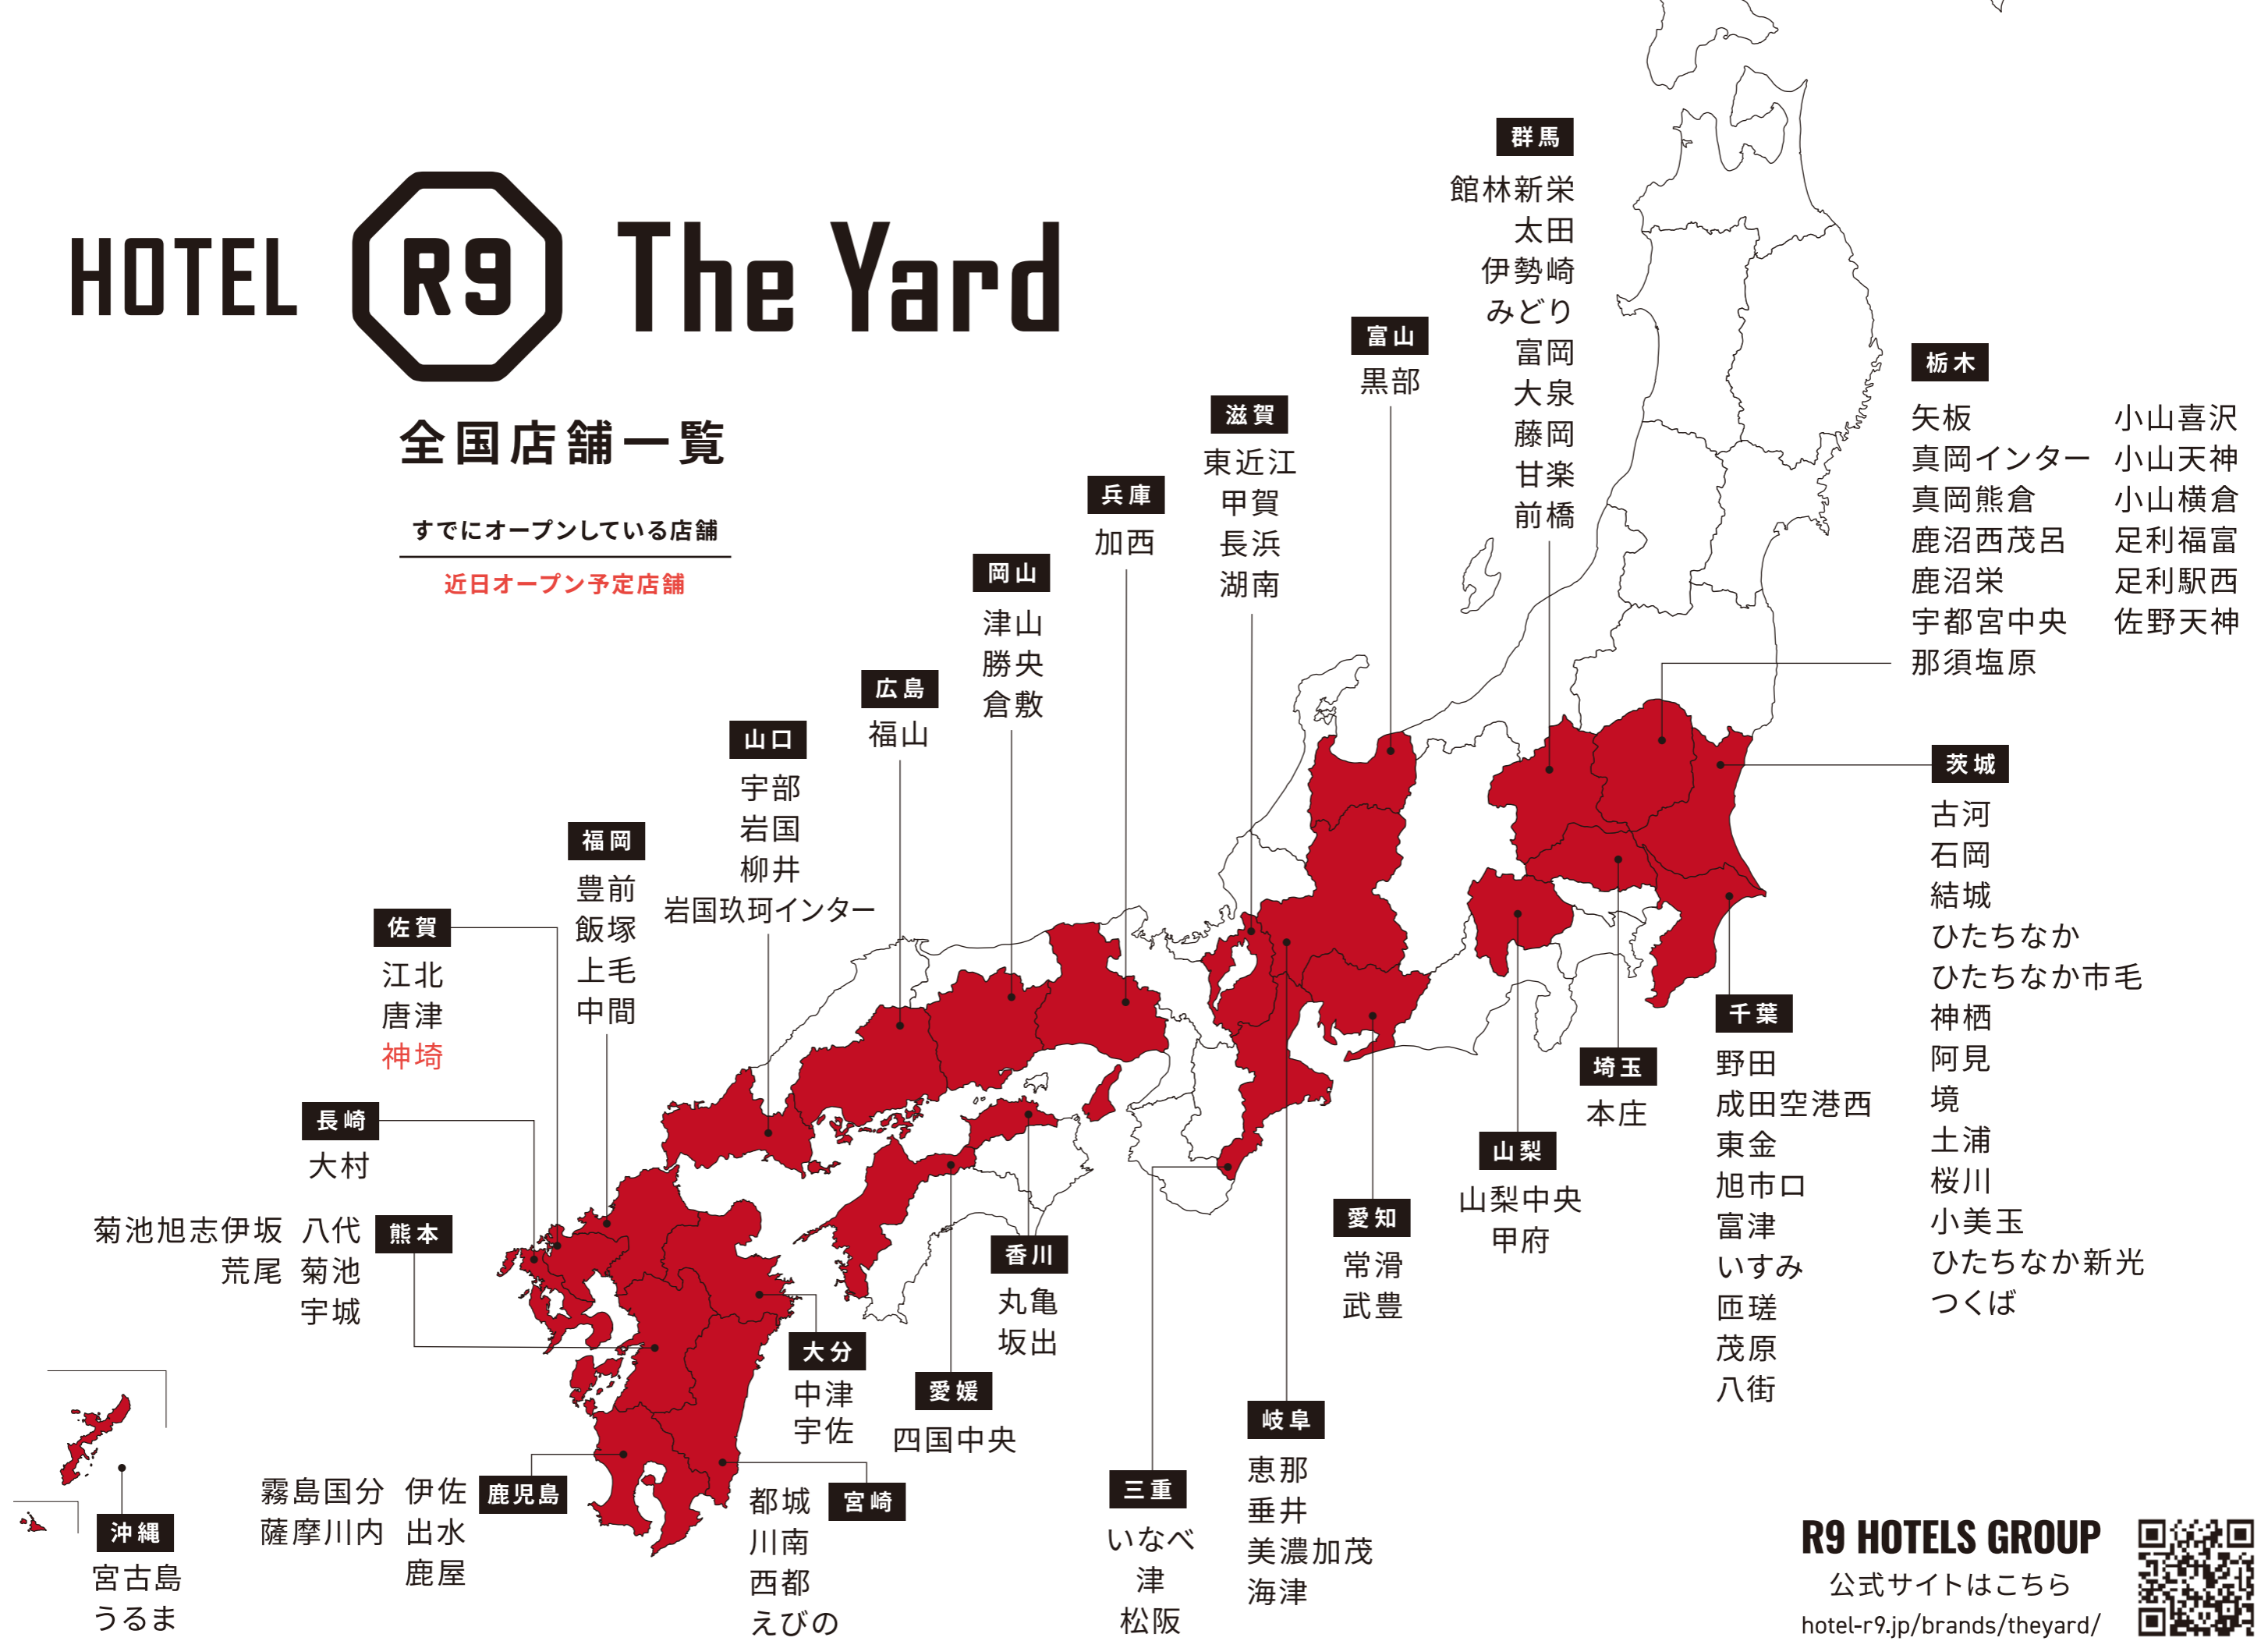 HOTEL R9 The Yard
全国店舗一覧
すでにオープンしている店舗
近日オープン予定店舗
群馬
館林新栄
太田
伊勢崎
みどり
富岡
大泉
藤岡
甘楽
前橋
富山
黒部
栃木
矢板
真岡インター
真岡熊倉
鹿沼西茂呂
鹿沼栄
宇都宮中央
那須塩原
小山喜沢
小山天神
小山横倉
足利福富
足利駅西
佐野天神
滋賀
東近江
甲賀
長浜
湖南
兵庫
加西
岡山
津山
勝央
倉敷
広島
福山
山口
宇部
岩国
柳井
岩国玖珂インター
福岡
豊前
飯塚
上毛
中間
佐賀
江北
唐津
神埼
長崎
大村
熊本
菊池旭志伊坂
荒尾
八代
菊池
宇城
茨城
古河
石岡
結城
ひたちなか
ひたちなか市毛
神栖
阿見
境
土浦
桜川
小美玉
ひたちなか新光
つくば
千葉
野田
成田空港西
東金
旭市口
富津
いすみ
匝瑳
茂原
八街
埼玉
本庄
山梨
山梨中央
甲府
愛知
常滑
武豊
香川
丸亀
坂出
大分
中津
宇佐
愛媛
四国中央
岐阜
恵那
垂井
美濃加茂
海津
三重
いなべ
津
松阪
鹿児島
霧島国分
薩摩川内
伊佐
出水
鹿屋
宮崎
都城
川南
西都
えびの
沖縄
宮古島
うるま
R9 HOTELS GROUP
公式サイトはこちら
hotel-r9.jp/brands/theyard/